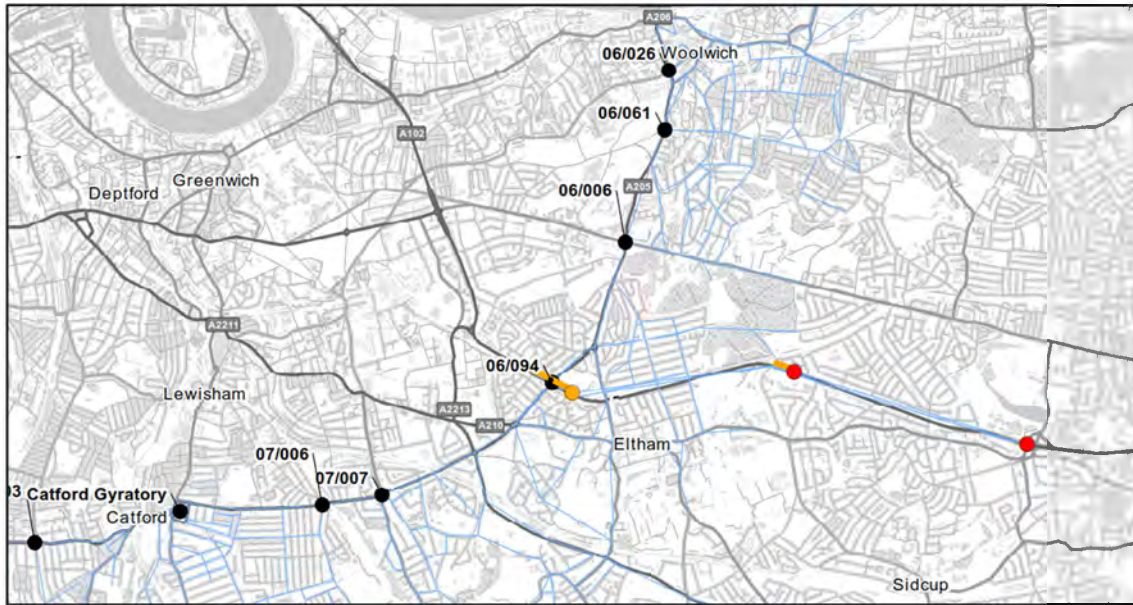 A206
06/026
Woolwich
06/061
A102
06/006
A205
Deptford
Greenwich
A2211
06/094
Lewisham
A2213
A210
Eltham
07/006
07/007
03
Catford Gyratory
Catford
Sidcup